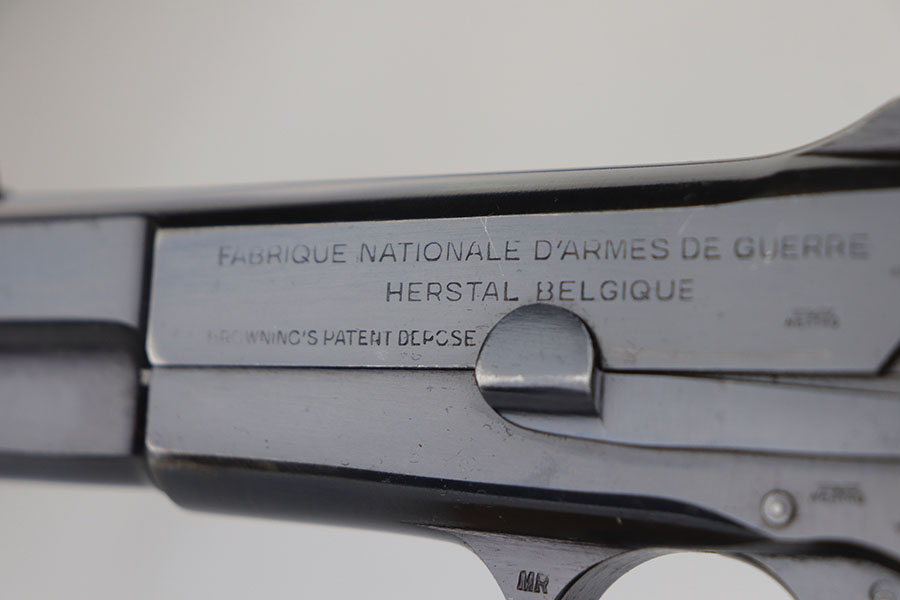 FABRIQUE NATIONALE D'ARMES DE GUERRE
HERSTAL BELGIQUE
BROWNING'S PATENT DEPOSE
MR